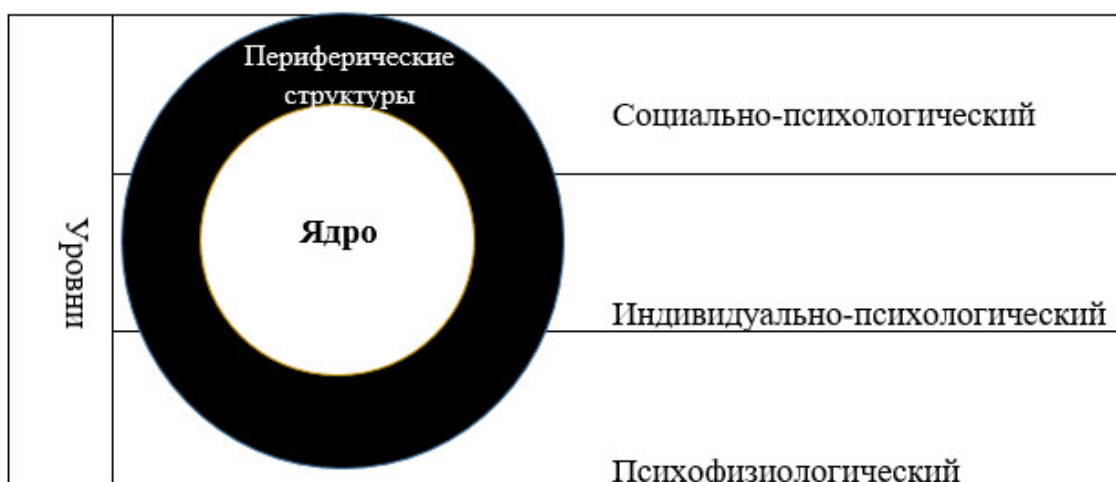 Периферические
структуры
Социально-психологический
Ядро
Уровни
Индивидуально-психологический
Психофизиологический